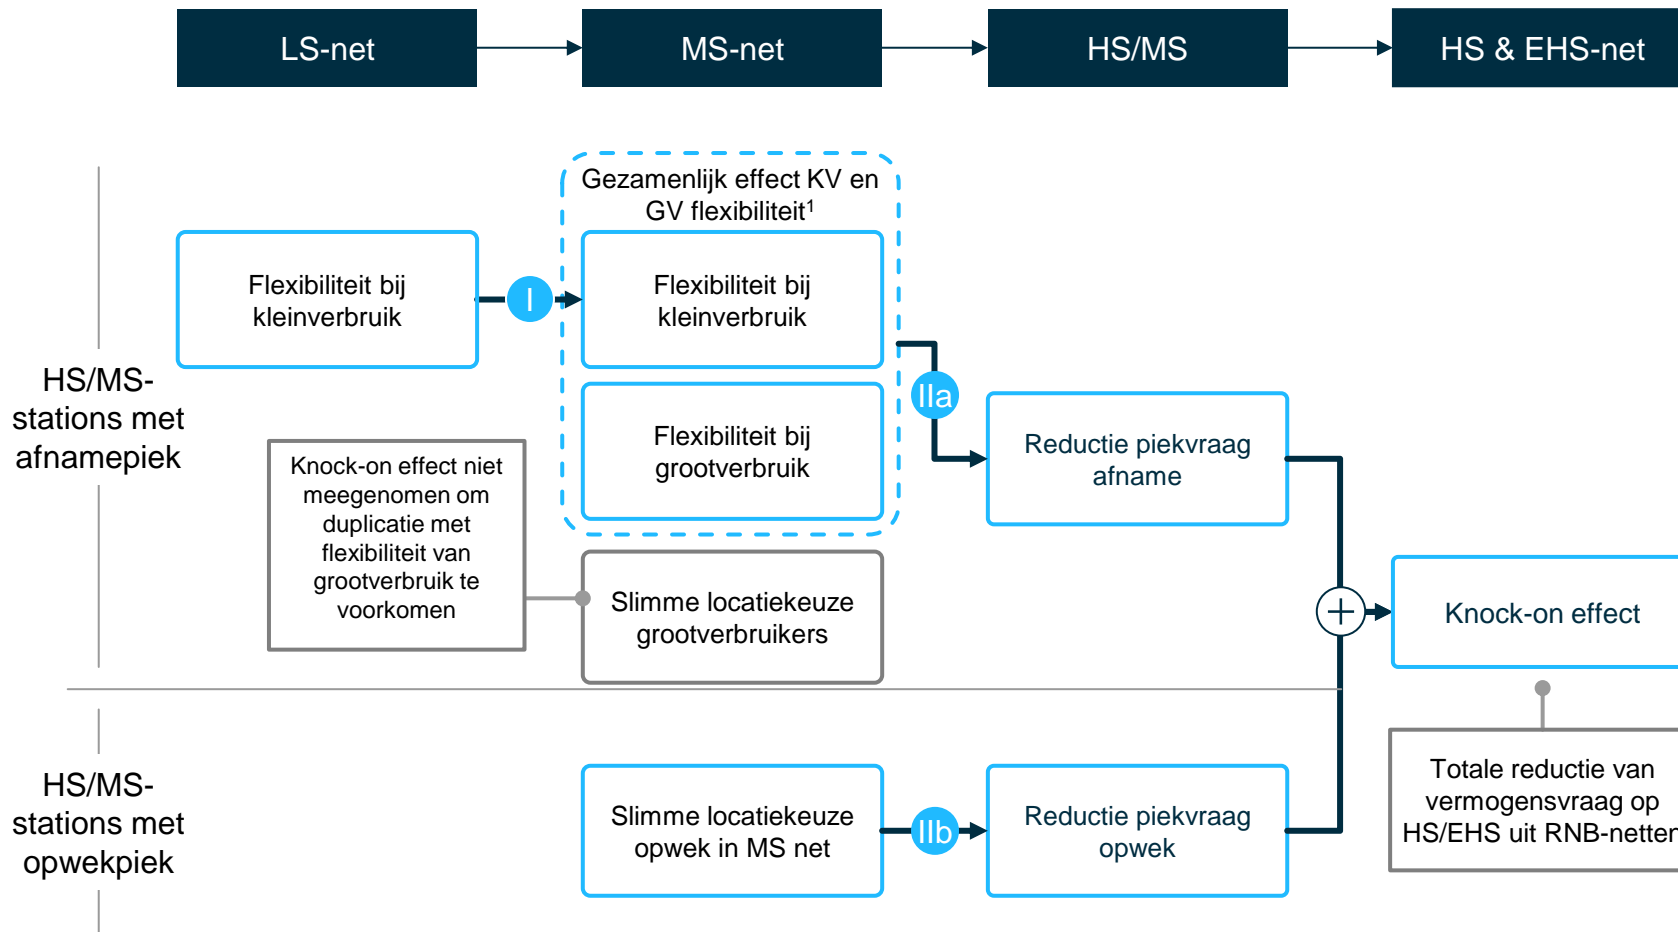 LS-net
MS-net
HS/MS
HS & EHS-net
HS/MS-
stations met
afnamepiek
Flexibiliteit bij
kleinverbruik
I
Gezamenlijk effect KV en
GV flexibiliteit¹
Flexibiliteit bij
kleinverbruik
Flexibiliteit bij
grootverbruik
IIa
Reductie piekvraag
afname
Knock-on effect niet
meegenomen om
duplicatie met
flexibiliteit van
grootverbruik te
voorkomen
Slimme locatiekeuze
grootverbruikers
+
Knock-on effect
Totale reductie van
vermogensvraag op
HS/EHS uit RNB-netten
HS/MS-
stations met
opwekpiek
Slimme locatiekeuze
opwek in MS net
IIb
Reductie piekvraag
opwek